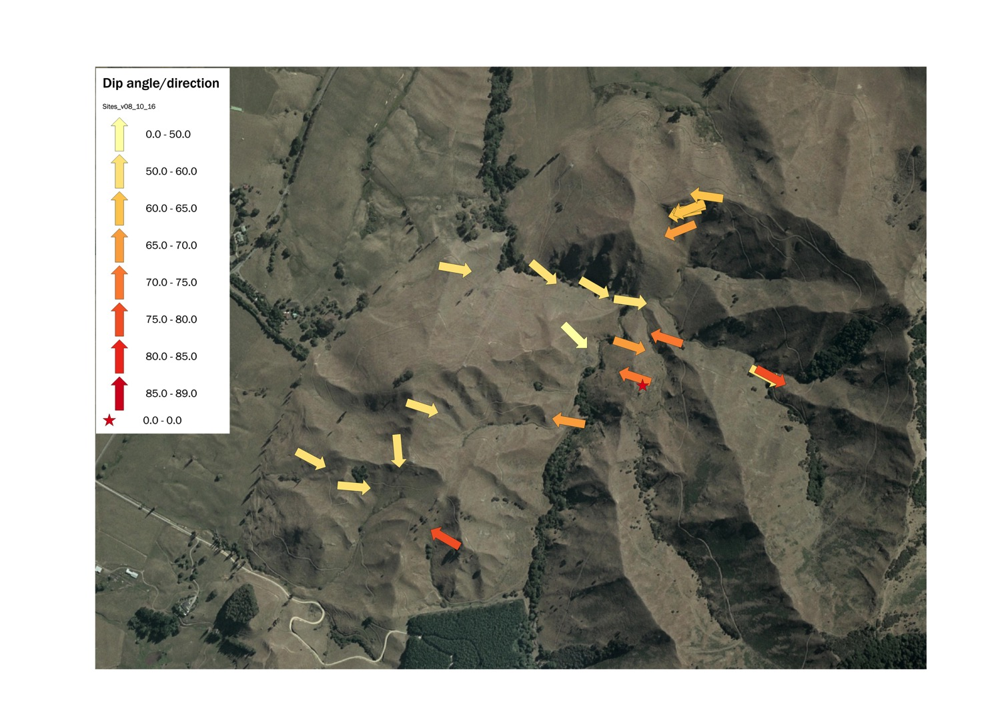 Dip angle/direction
Sites_v08_10_16
0.0 - 50.0
50.0 - 60.0
60.0 - 65.0
65.0 - 70.0
70.0 - 75.0
75.0 - 80.0
80.0 - 85.0
85.0 - 89.0
0.0 - 0.0